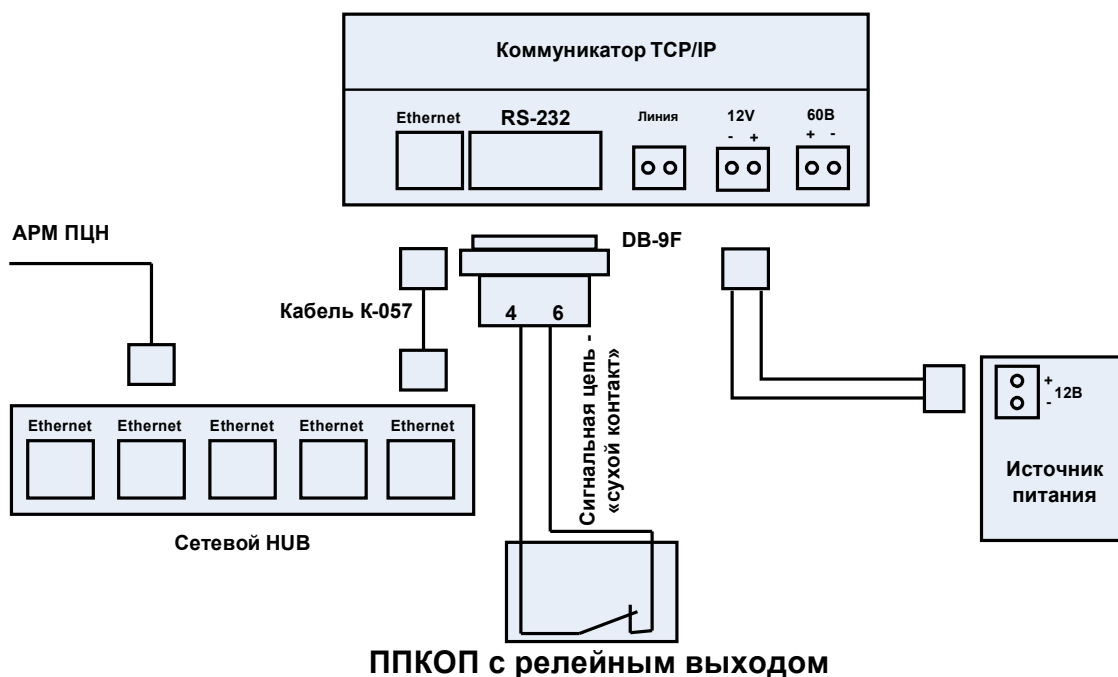 Коммуникатор TCP/IP
Ethernet
RS-232
Линия
12V
- +
60В
+ -
АРМ ПЦН
DB-9F
Кабель К-057
4 6
Сигнальная цепь -
«сухой контакт»
+
12В
-
Источник
питания
Ethernet Ethernet Ethernet Ethernet Ethernet
Сетевой HUB
ППКОП с релейным выходом